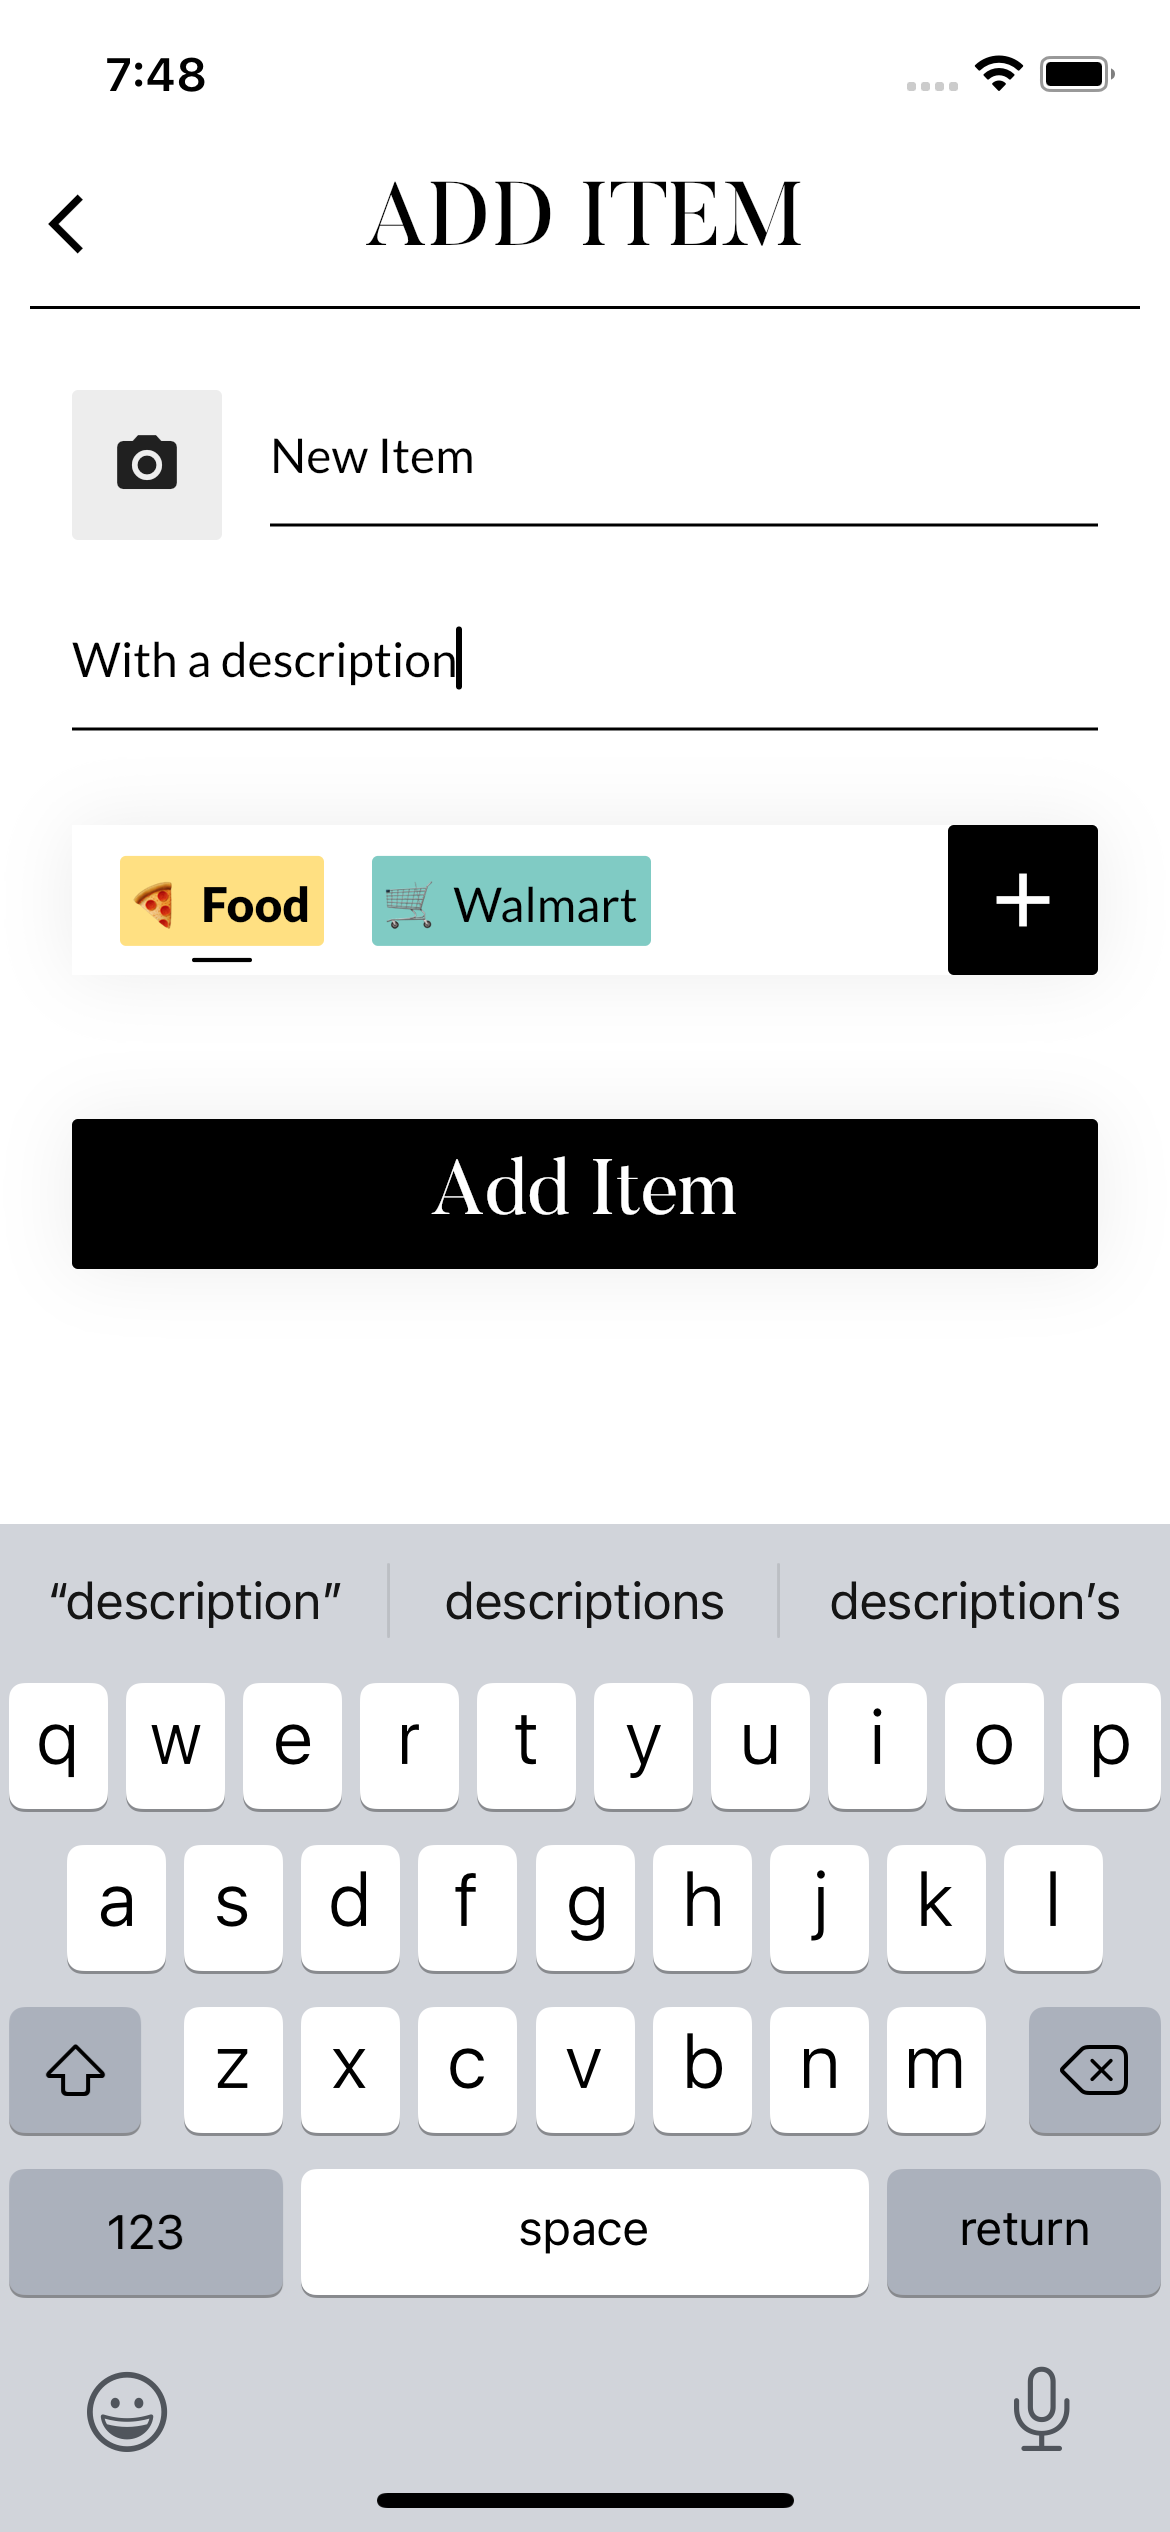 7:48
ADD ITEM
New Item
With a description
🍕 Food 🛒 Walmart
Add Item
“description” descriptions description’s
q w e r t y u i o p
a s d f g h j k l
z x c v b n m
123 space return